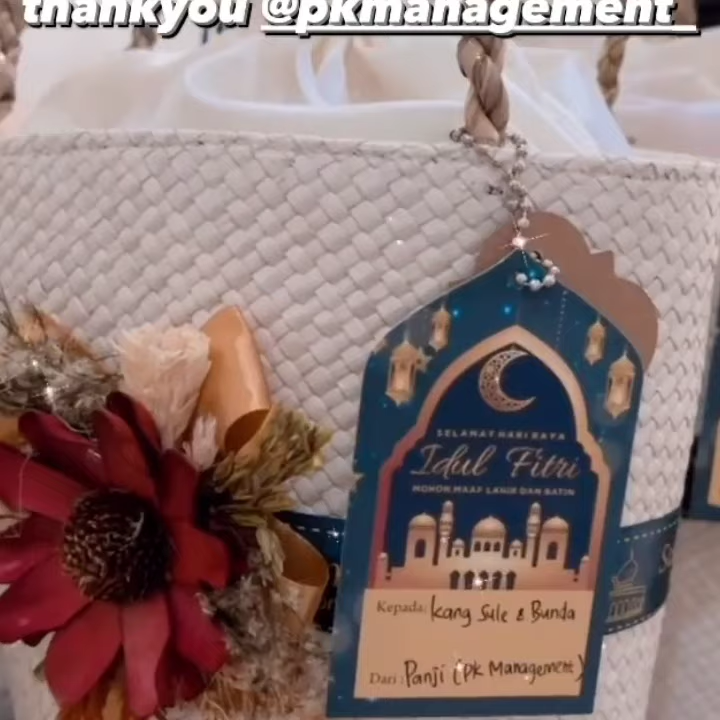 thankyou @pkmanagement_
SELAMAT HARI RAYA
Idul Fitri
MOHON MAAF LAHIR DAN BATIN
Kepada: Kang Sule & Bunda
Dari : Panji (PK Management)